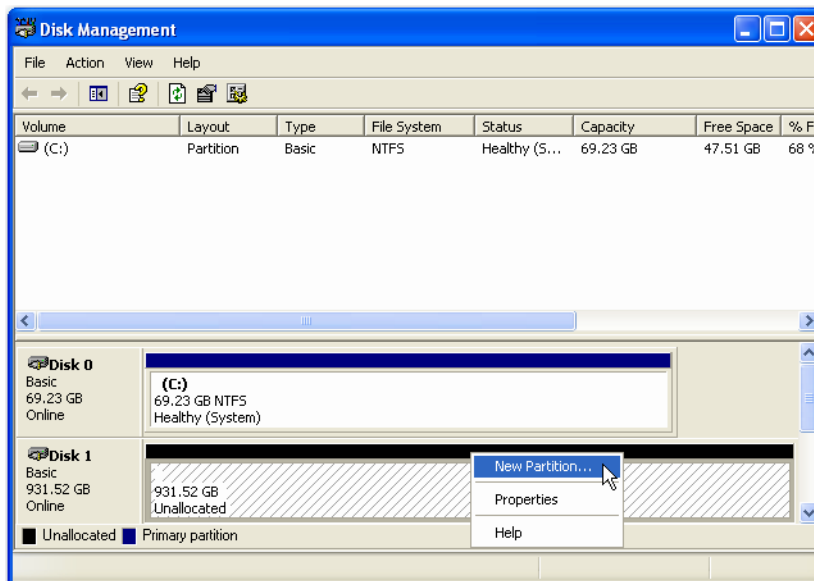 Disk Management
File Action View Help
Volume Layout Type File System Status Capacity Free Space % F
(C:) Partition Basic NTFS Healthy (S... 69.23 GB 47.51 GB 68 %
Disk 0
Basic
69.23 GB
Online
(C:)
69.23 GB NTFS
Healthy (System)
Disk 1
Basic
931.52 GB
Online
931.52 GB
Unallocated
New Partition...
Properties
Help
Unallocated Primary partition